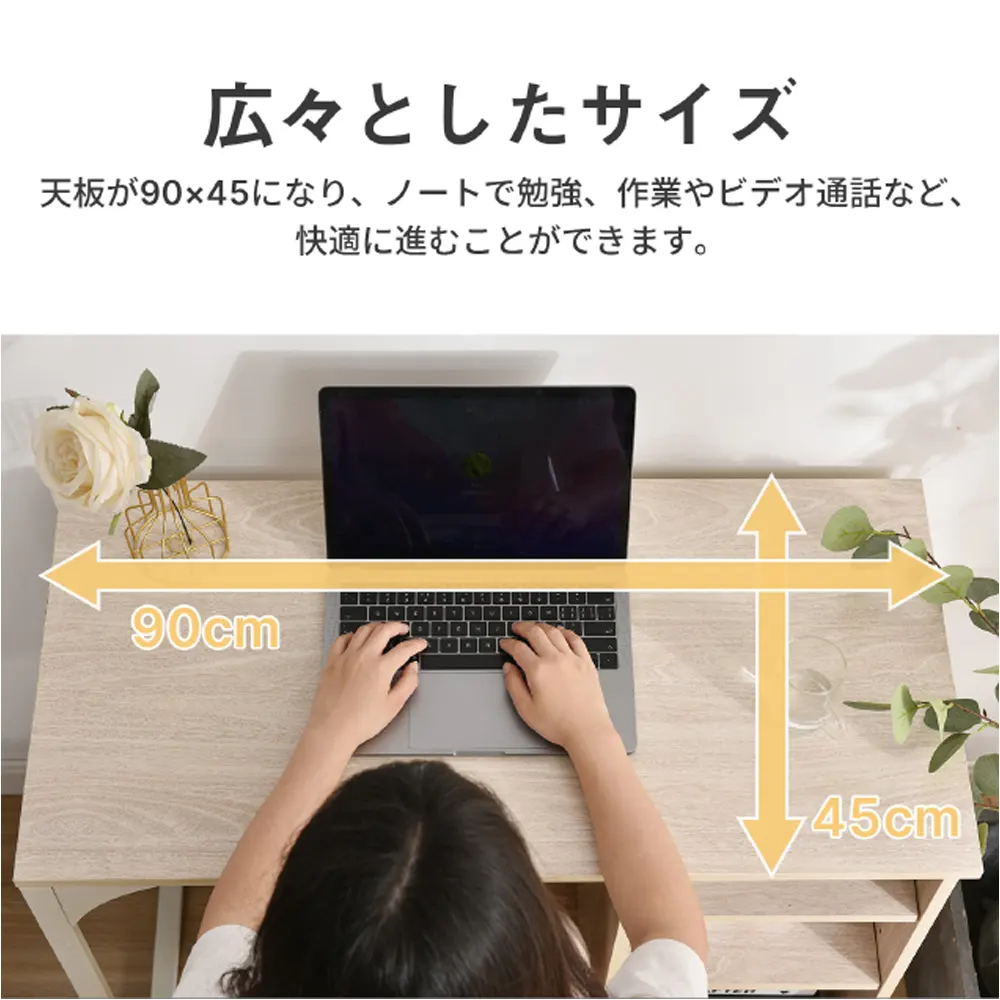 広々としたサイズ
天板が90×45になり、ノートで勉強、作業やビデオ通話など、
快適に進むことができます。
90cm
45cm